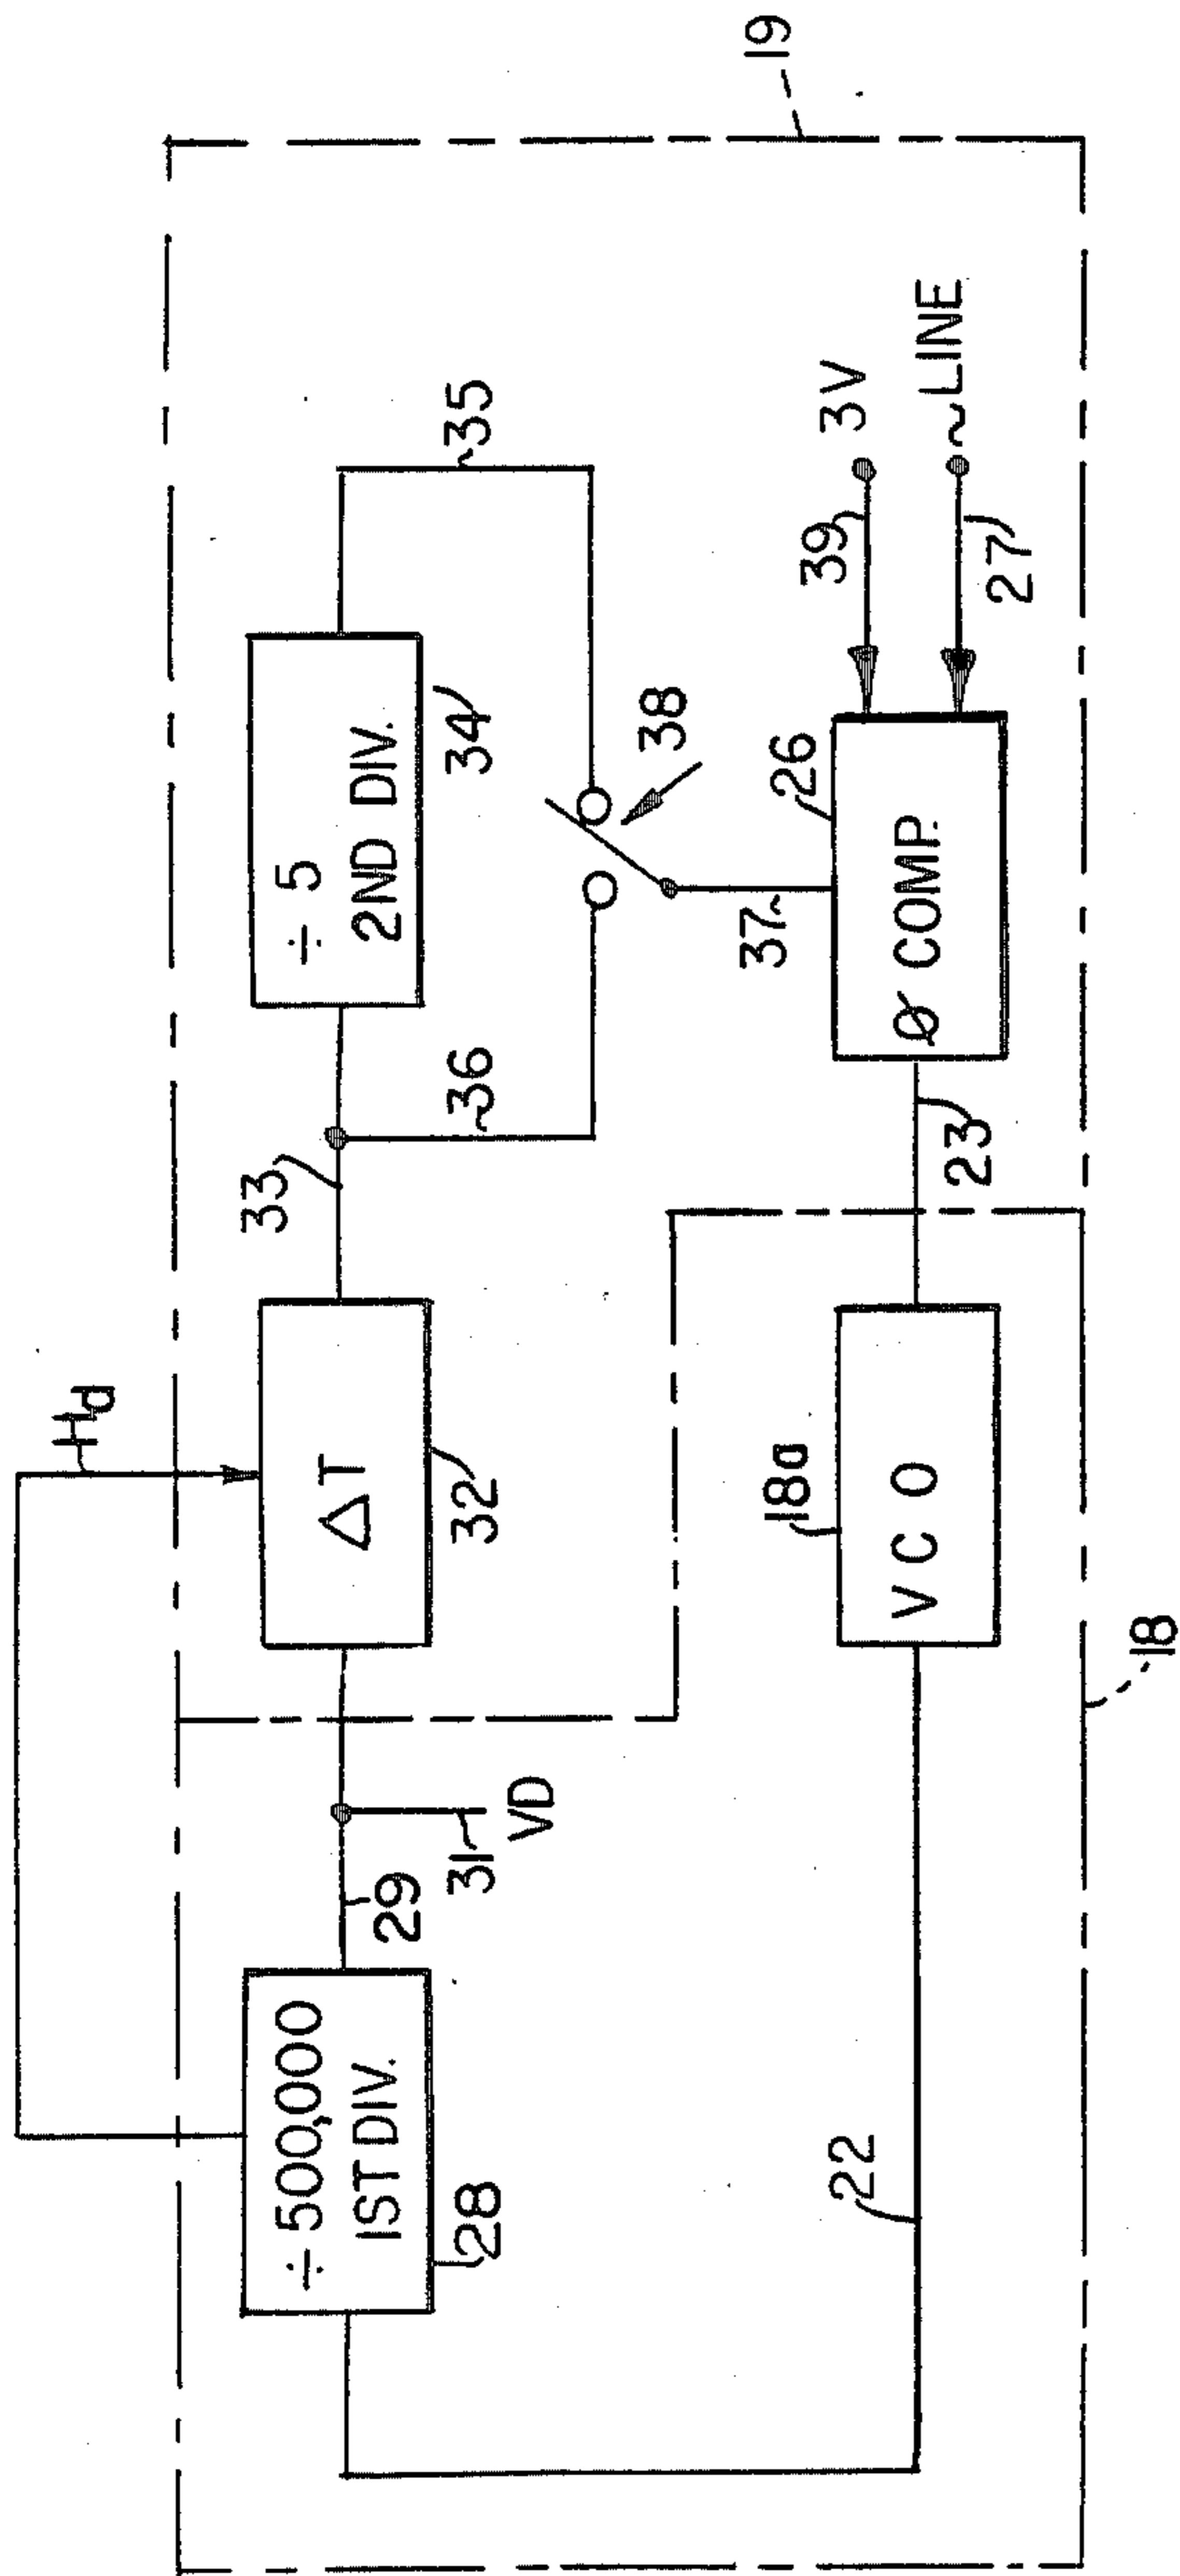 Hd
19
÷ 500,000
1ST DIV.
28
29
31
VD
ΔT
32
33
36
÷ 5
2ND DIV.
34
35
38
37
26
3V
39
~LINE
27
Ø COMP.
23
18a
V C O
22
18